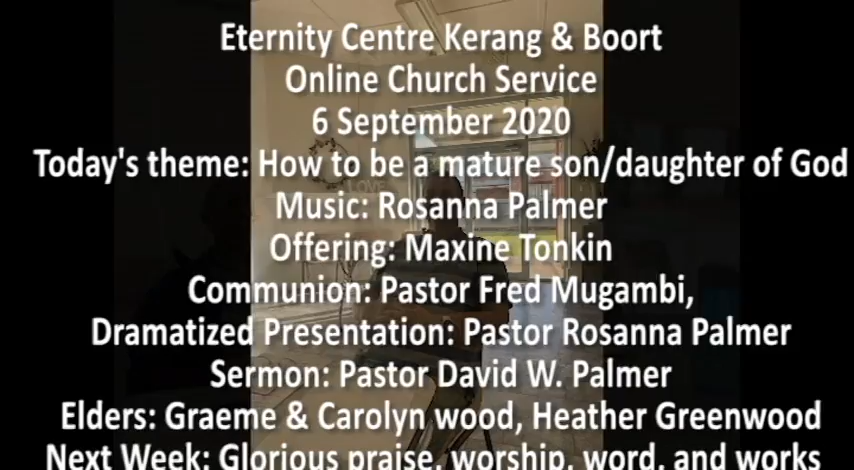 Eternity Centre Kerang & Boort
Online Church Service
6 September 2020
Today's theme: How to be a mature son/daughter of God
Music: Rosanna Palmer
Offering: Maxine Tonkin
Communion: Pastor Fred Mugambi,
Dramatized Presentation: Pastor Rosanna Palmer
Sermon: Pastor David W. Palmer
Elders: Graeme & Carolyn wood, Heather Greenwood
Next Week: Glorious praise, worship, word, and works
LOVE